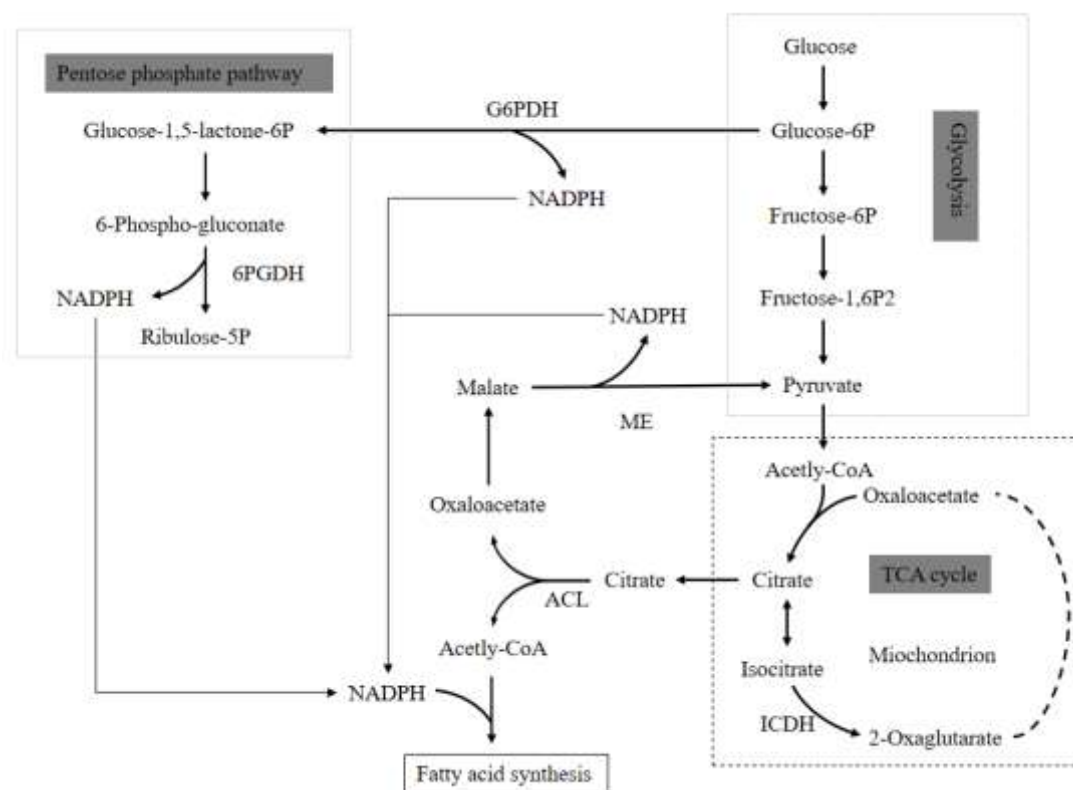 Glucose
Pentose phosphate pathway
G6PDH
Glucose-1,5-lactone-6P
Glucose-6P
Glycolysis
NADPH
Fructose-6P
6-Phospho-gluconate
6PGDH
NADPH
Fructose-1,6P2
NADPH
Ribulose-5P
Malate
Pyruvate
ME
Acetly-CoA
Oxaloacetate
Oxaloacetate
Citrate
Citrate
TCA cycle
ACL
Acetly-CoA
Miochondrion
Isocitrate
NADPH
ICDH
2-Oxaglutarate
Fatty acid synthesis